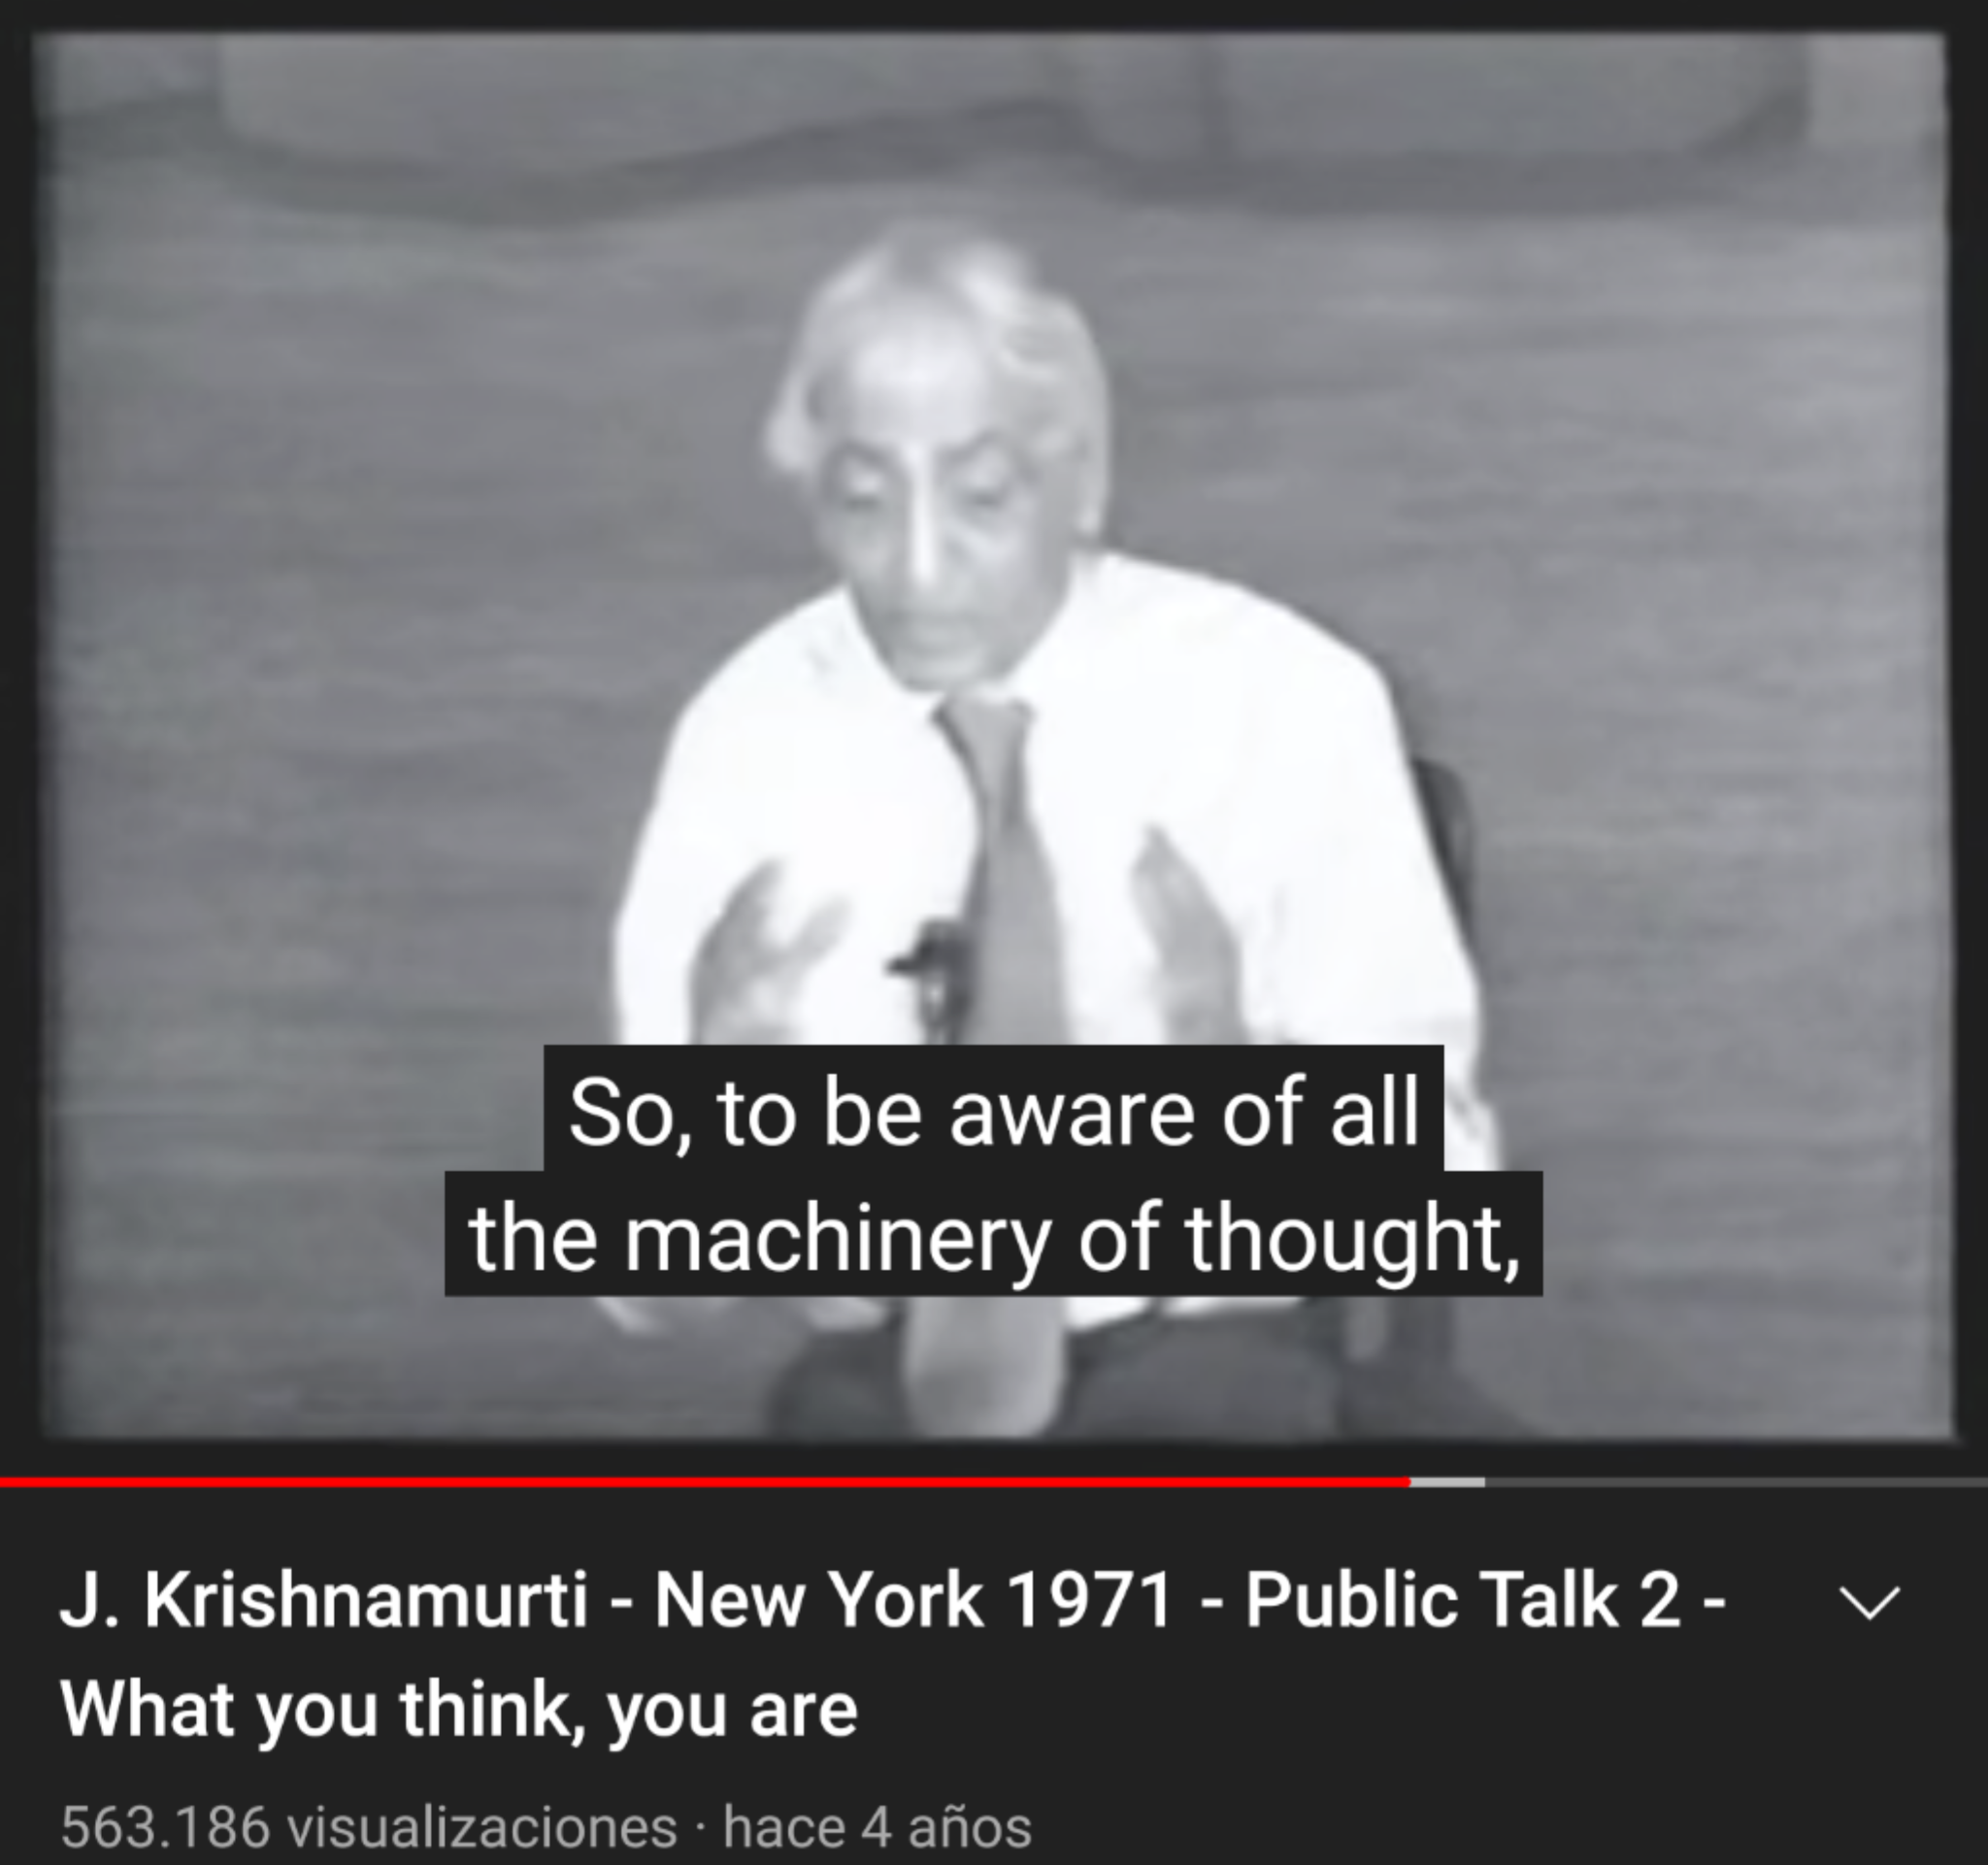 So, to be aware of all
the machinery of thought,
J. Krishnamurti - New York 1971 - Public Talk 2 -
What you think, you are
563.186 visualizaciones · hace 4 años